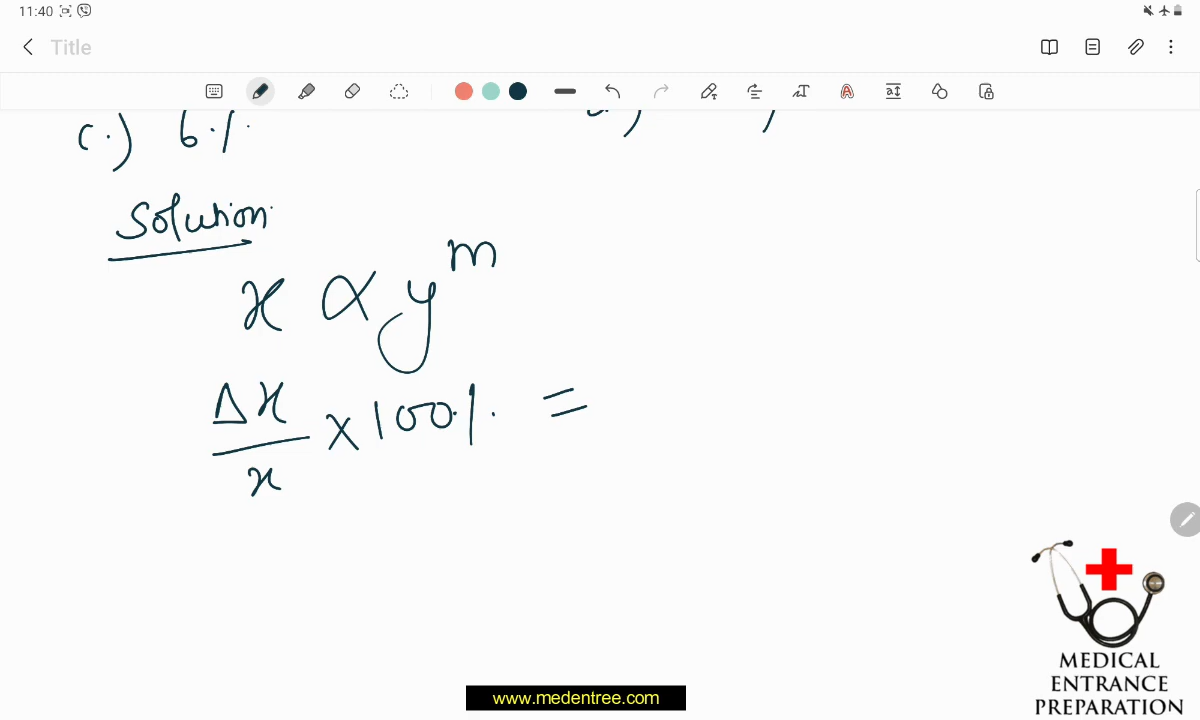 11:40
Title
c.) 6%
Solution
x ∝ y^m
Δx/x × 100% =
MEDICAL
ENTRANCE
PREPARATION
www.medentree.com